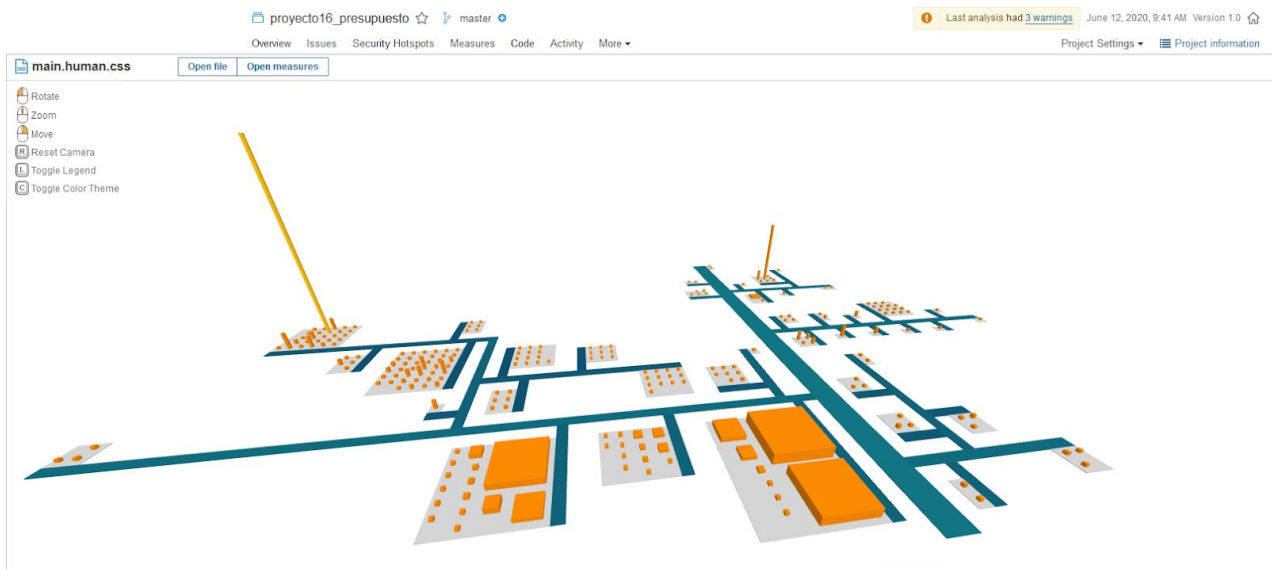 proyecto16_presupuesto master
Last analysis had 3 warnings June 12, 2020, 9:41 AM Version 1.0
Overview Issues Security Hotspots Measures Code Activity More
Project Settings Project information
main.human.css Open file Open measures
Rotate
Zoom
Move
R Reset Camera
L Toggle Legend
C Toggle Color Theme